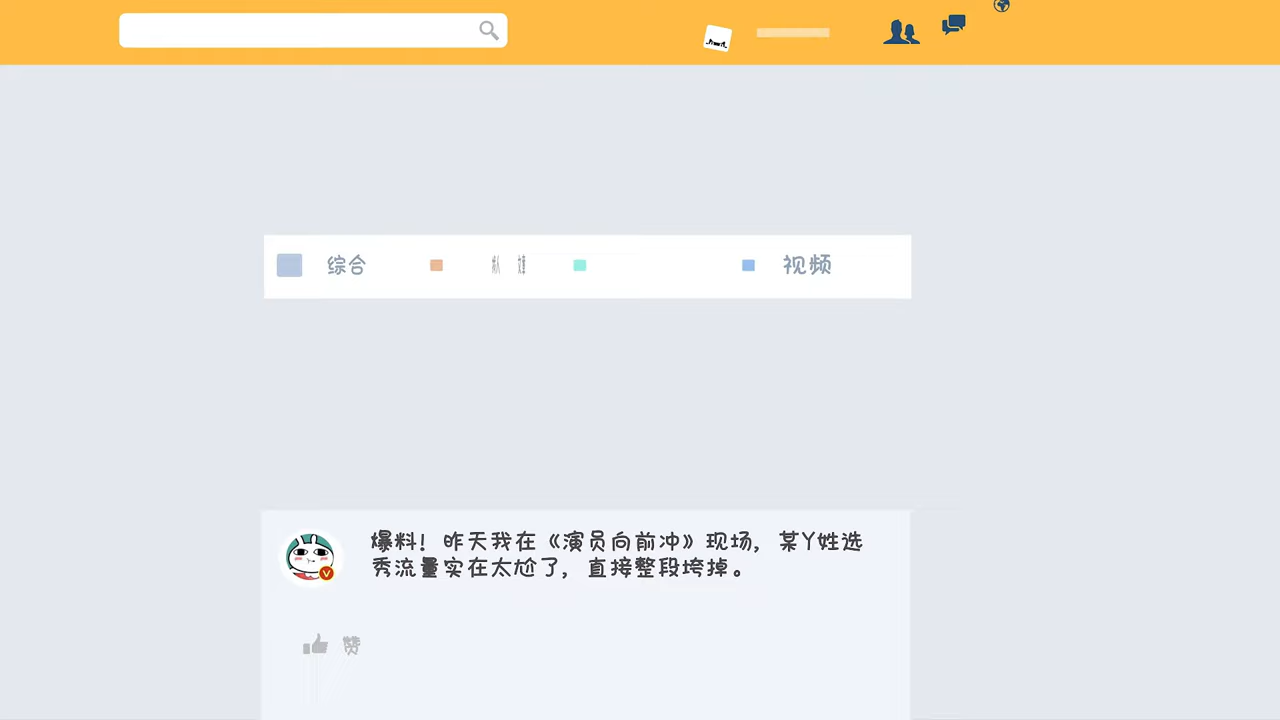 综合
视频
爆料！昨天我在《演员向前冲》现场，某Y姓选
秀流量实在太尬了，直接整段垮掉。
赞